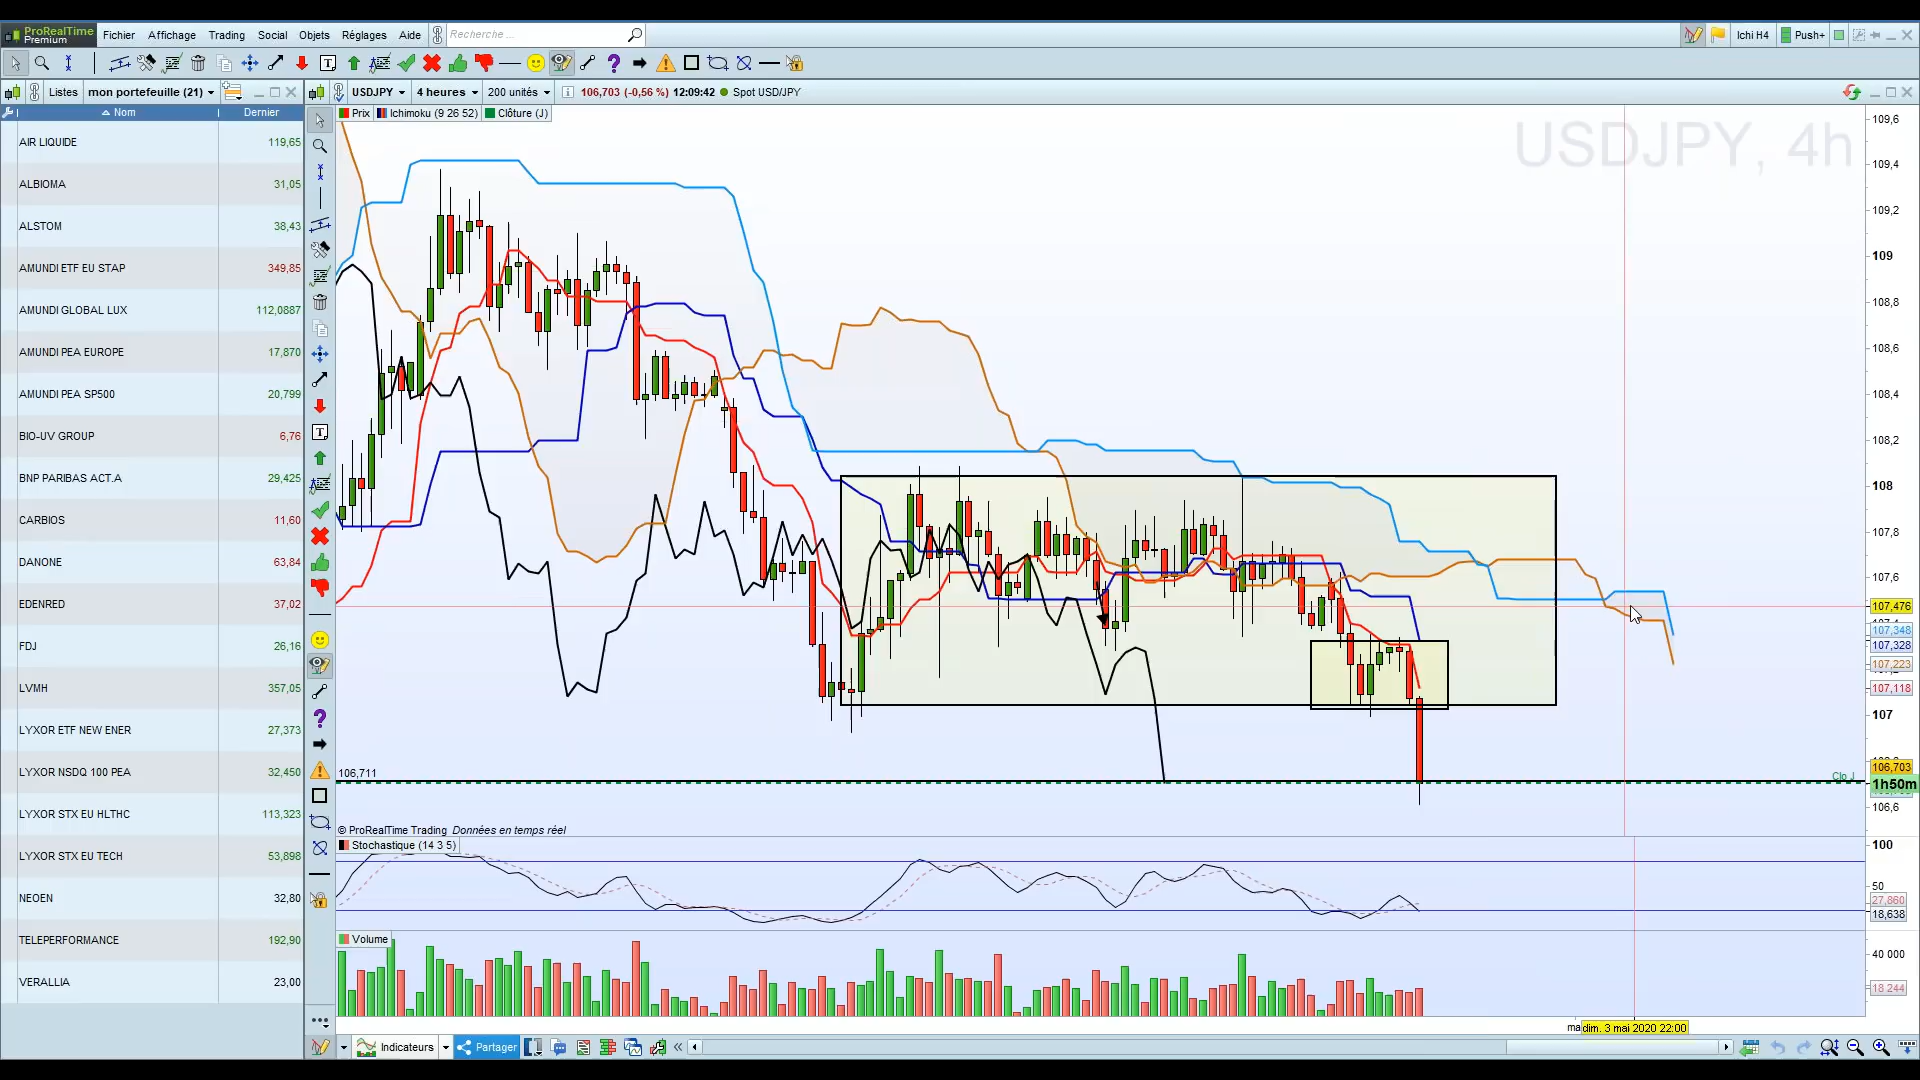 ProRealTime
Premium
Fichier Affichage Trading Social Objets Réglages Aide Recherche ... Ichi H4 Push+
Listes mon portefeuille (21) USDJPY 4 heures 200 unités 106,703 (-0,56 %) 12:09:42 Spot USD/JPY
Nom Dernier
Prix Ichimoku (9 26 52) Clôture (J)
USDJPY, 4h
AIR LIQUIDE 119,65
ALBIOMA 31,05
ALSTOM 38,43
AMUNDI ETF EU STAP 349,85
AMUNDI GLOBAL LUX 112,0887
AMUNDI PEA EUROPE 17,870
AMUNDI PEA SP500 20,799
BIO-UV GROUP 6,76
BNP PARIBAS ACT.A 29,425
CARBIOS 11,60
DANONE 63,84
EDENRED 37,02
FDJ 26,16
LVMH 357,05
LYXOR ETF NEW ENER 27,373
LYXOR NSDQ 100 PEA 32,450
LYXOR STX EU HLTHC 113,323
LYXOR STX EU TECH 53,898
NEOEN 32,80
TELEPERFORMANCE 192,90
VERALLIA 23,00
109,6
109,4
109,2
109
108,8
108,6
108,4
108,2
108
107,8
107,6
107,476
107,348
107,328
107,223
107,118
107
106,703
1h50m
106,6
106,711
Clo J
© ProRealTime Trading Données en temps réel
Stochastique (14 3 5)
100
50
27,860
18,638
Volume
40 000
18 244
ma dim. 3 mai 2020 22:00
Indicateurs Partager